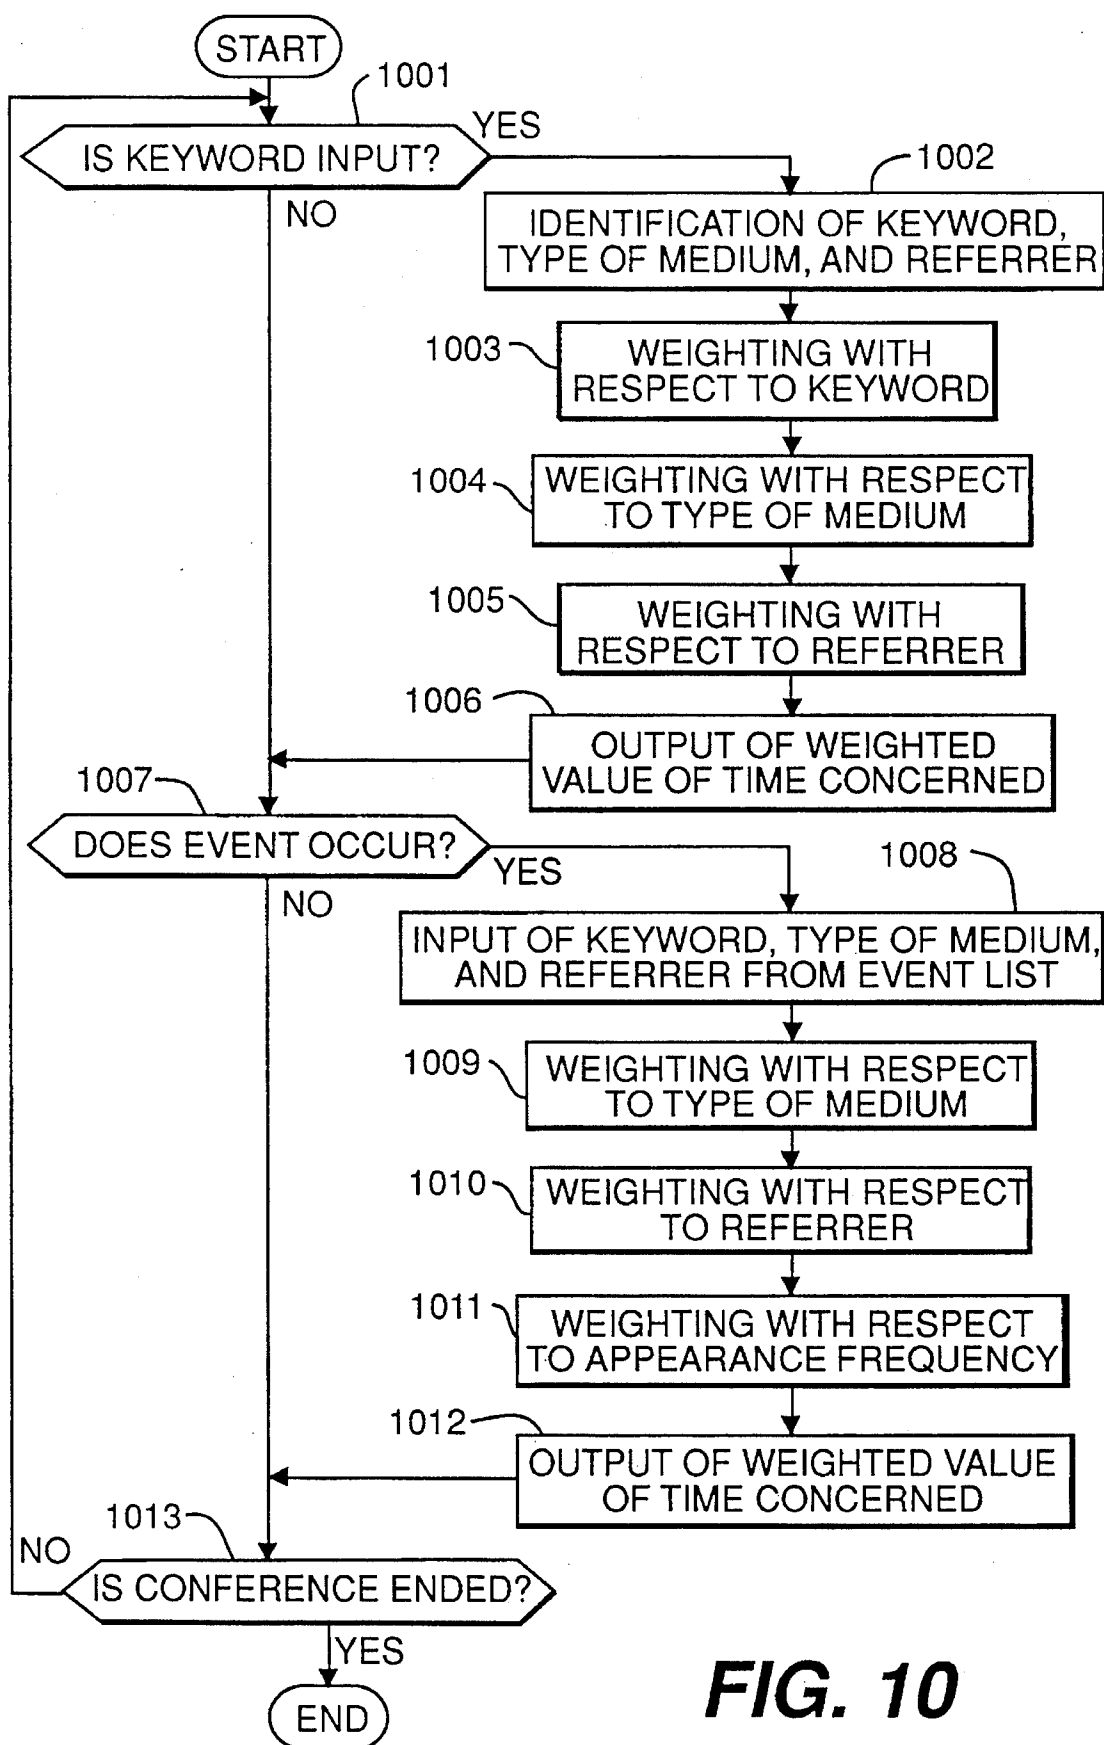 START
1001
IS KEYWORD INPUT?
YES
NO
1002
IDENTIFICATION OF KEYWORD,
TYPE OF MEDIUM, AND REFERRER
1003
WEIGHTING WITH
RESPECT TO KEYWORD
1004
WEIGHTING WITH RESPECT
TO TYPE OF MEDIUM
1005
WEIGHTING WITH
RESPECT TO REFERRER
1006
OUTPUT OF WEIGHTED
VALUE OF TIME CONCERNED
1007
DOES EVENT OCCUR?
YES
NO
1008
INPUT OF KEYWORD, TYPE OF MEDIUM,
AND REFERRER FROM EVENT LIST
1009
WEIGHTING WITH RESPECT
TO TYPE OF MEDIUM
1010
WEIGHTING WITH RESPECT
TO REFERRER
1011
WEIGHTING WITH RESPECT
TO APPEARANCE FREQUENCY
1012
OUTPUT OF WEIGHTED VALUE
OF TIME CONCERNED
1013
NO
IS CONFERENCE ENDED?
YES
END
FIG. 10